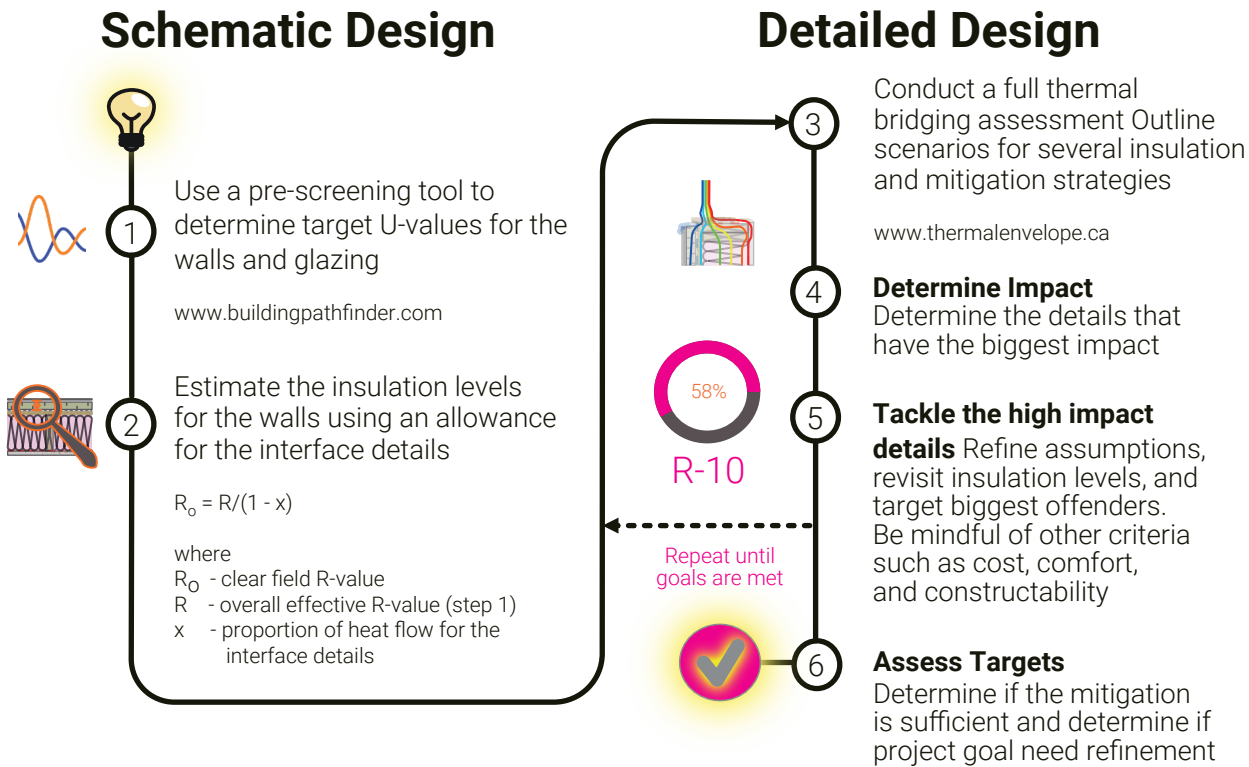 Schematic Design
1
Use a pre-screening tool to
determine target U-values for the
walls and glazing
www.buildingpathfinder.com
2
Estimate the insulation levels
for the walls using an allowance
for the interface details
Rₒ = R/(1 - x)
where
R₀ - clear field R-value
R - overall effective R-value (step 1)
x - proportion of heat flow for the
interface details
Detailed Design
3
Conduct a full thermal
bridging assessment Outline
scenarios for several insulation
and mitigation strategies
www.thermalenvelope.ca
4
Determine Impact
Determine the details that
have the biggest impact
58%
R-10
5
Tackle the high impact
details Refine assumptions,
revisit insulation levels, and
target biggest offenders.
Be mindful of other criteria
such as cost, comfort,
and constructability
Repeat until
goals are met
6
Assess Targets
Determine if the mitigation
is sufficient and determine if
project goal need refinement